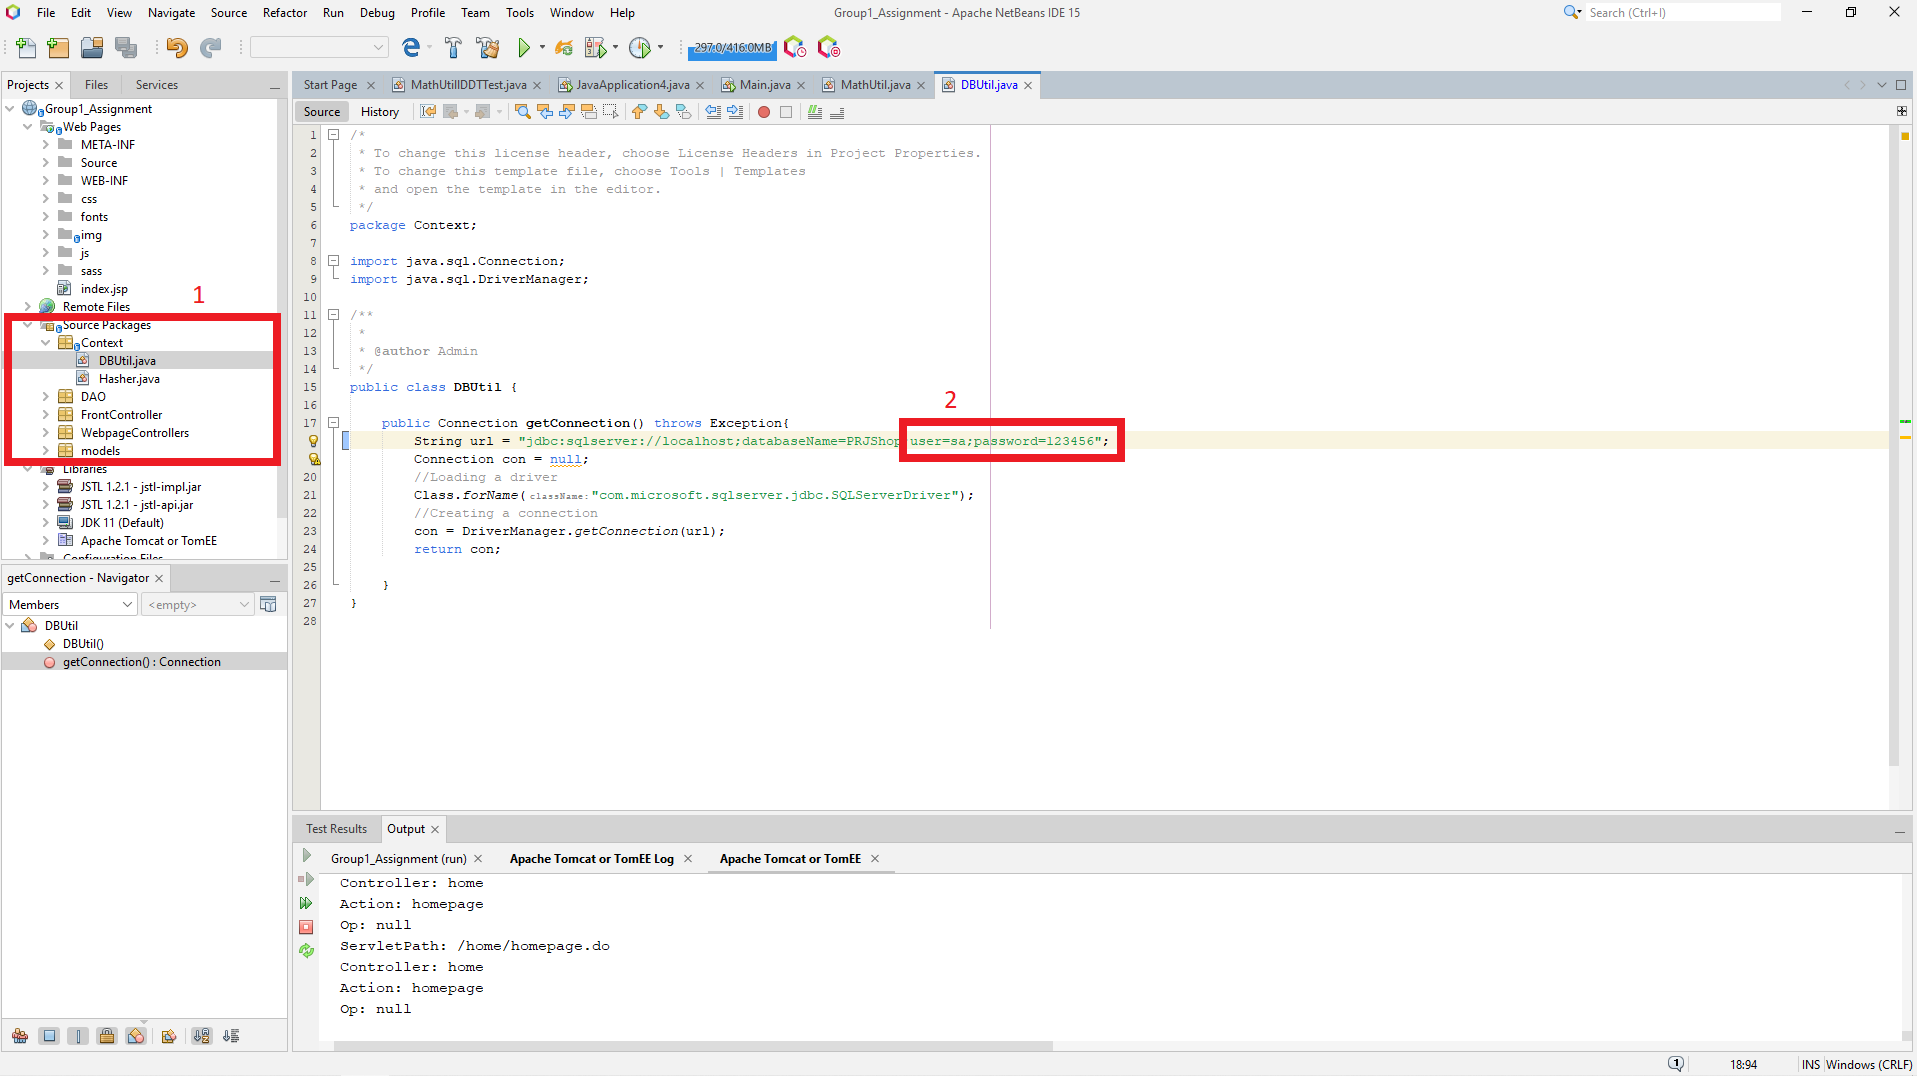 File Edit View Navigate Source Refactor Run Debug Profile Team Tools Window Help
Group1_Assignment - Apache NetBeans IDE 15
Search (Ctrl+I)
297.0/416.0MB
Projects Files Services
Group1_Assignment
Web Pages
META-INF
Source
WEB-INF
css
fonts
img
js
sass
index.jsp
Remote Files
1
Source Packages
Context
DBUtil.java
Hasher.java
DAO
FrontController
WebpageControllers
models
Libraries
JSTL 1.2.1 - jstl-impl.jar
JSTL 1.2.1 - jstl-api.jar
JDK 11 (Default)
Apache Tomcat or TomEE
Configuration Files
getConnection - Navigator
Members <empty>
DBUtil
DBUtil()
getConnection() : Connection
Start Page MathUtilIDDTTest.java JavaApplication4.java Main.java MathUtil.java DBUtil.java
Source History
1 /*
2 * To change this license header, choose License Headers in Project Properties.
3 * To change this template file, choose Tools | Templates
4 * and open the template in the editor.
5 */
6 package Context;
7
8 import java.sql.Connection;
9 import java.sql.DriverManager;
10
11 /**
12 *
13 * @author Admin
14 */
15 public class DBUtil {
16
2
17 public Connection getConnection() throws Exception{
String url = "jdbc:sqlserver://localhost;databaseName=PRJShop;user=sa;password=123456";
Connection con = null;
20 //Loading a driver
21 Class.forName(className:"com.microsoft.sqlserver.jdbc.SQLServerDriver");
22 //Creating a connection
23 con = DriverManager.getConnection(url);
24 return con;
25
26 }
27 }
28
Test Results Output
Group1_Assignment (run) Apache Tomcat or TomEE Log Apache Tomcat or TomEE
Controller: home
Action: homepage
Op: null
ServletPath: /home/homepage.do
Controller: home
Action: homepage
Op: null
1 18:94 INS Windows (CRLF)